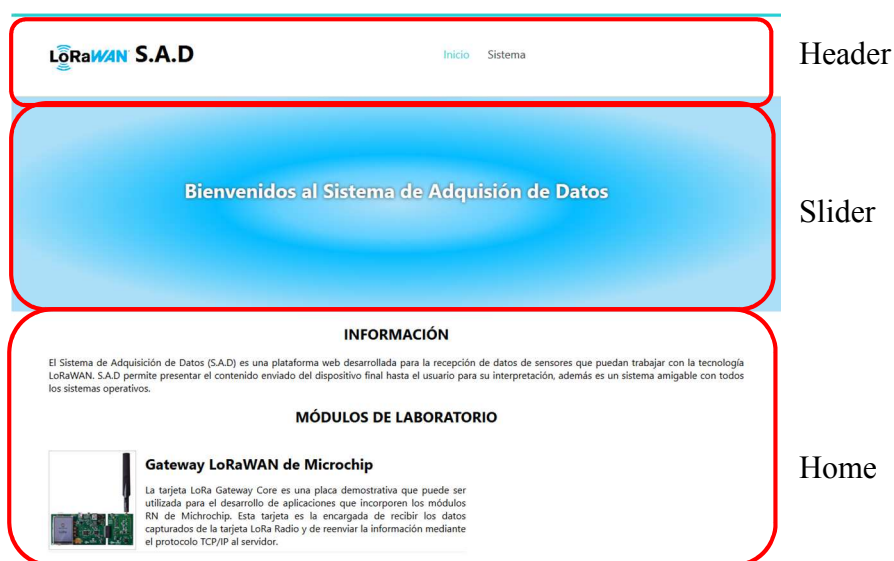 LoRaWAN S.A.D
Inicio Sistema
Header
Bienvenidos al Sistema de Adquisión de Datos
Slider
INFORMACIÓN
El Sistema de Adquisición de Datos (S.A.D) es una plataforma web desarrollada para la recepción de datos de sensores que puedan trabajar con la tecnología
LoRaWAN. S.A.D permite presentar el contenido enviado del dispositivo final hasta el usuario para su interpretación, además es un sistema amigable con todos
los sistemas operativos.
MÓDULOS DE LABORATORIO
Gateway LoRaWAN de Microchip
La tarjeta LoRa Gateway Core es una placa demostrativa que puede ser
utilizada para el desarrollo de aplicaciones que incorporen los módulos
RN de Michrochip. Esta tarjeta es la encargada de recibir los datos
capturados de la tarjeta LoRa Radio y de reenviar la información mediante
el protocolo TCP/IP al servidor.
Home